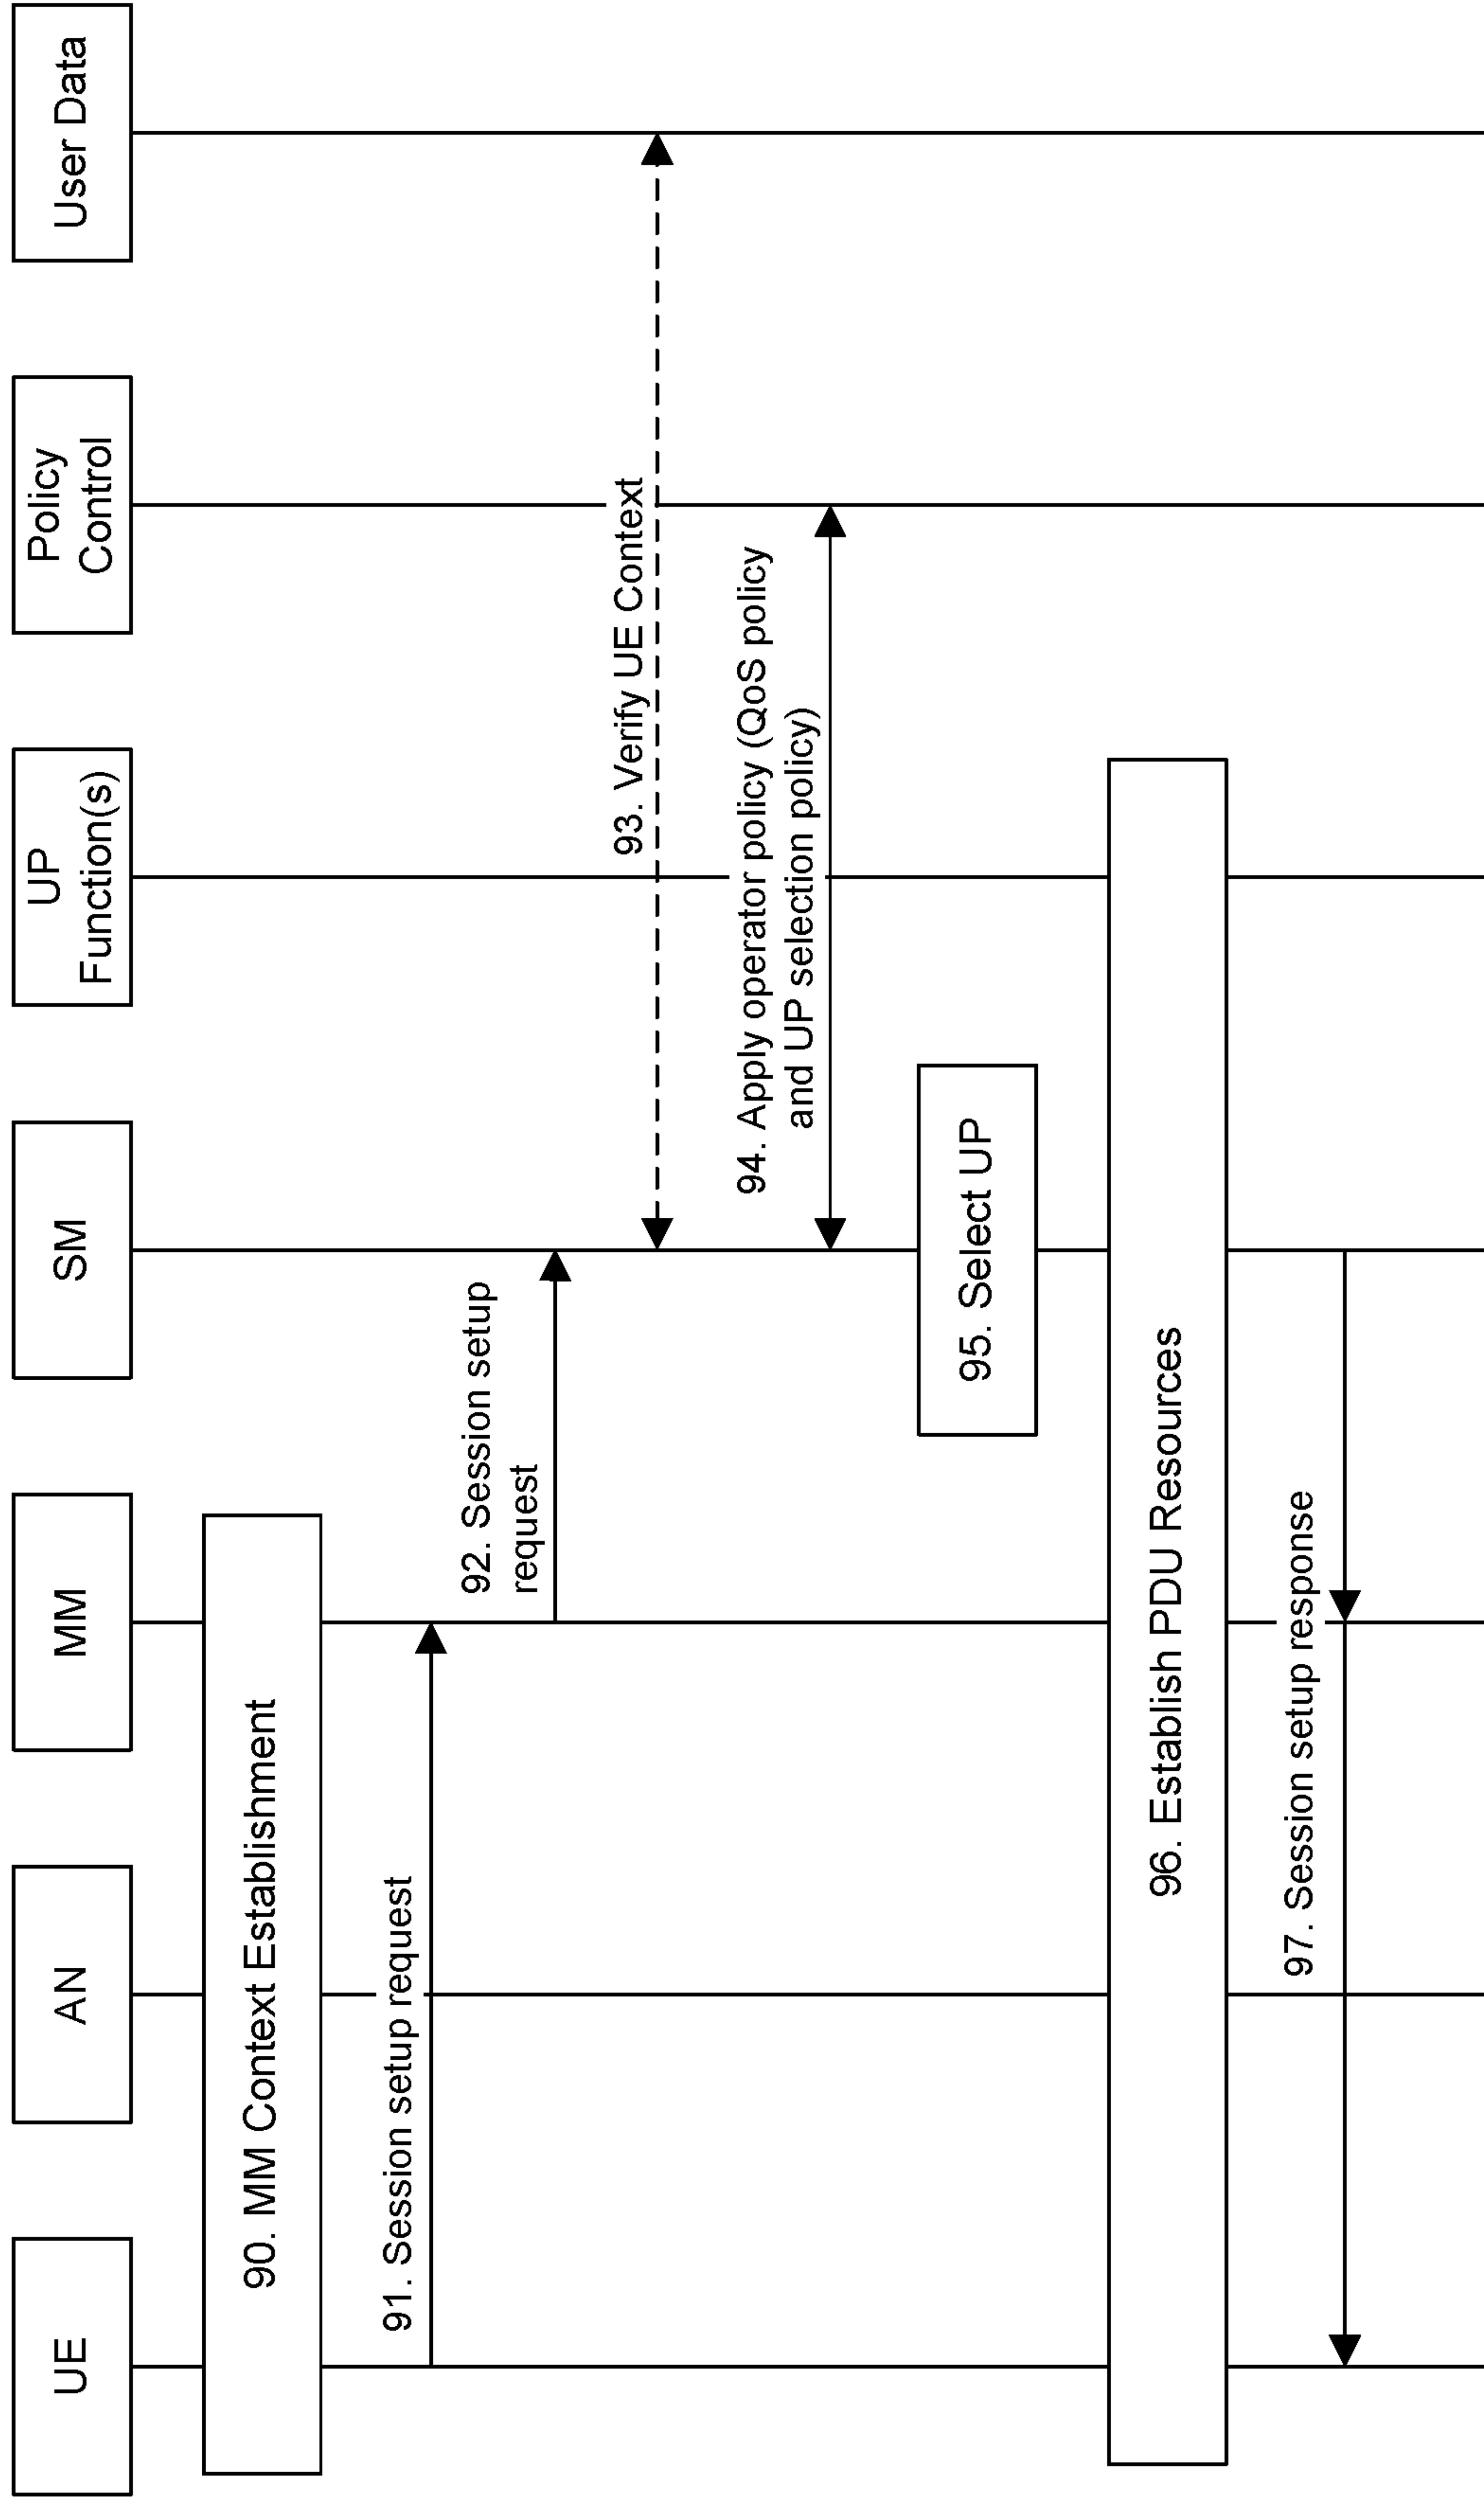 UE
AN
MM
SM
UP
Function(s)
Policy
Control
User Data
90. MM Context Establishment
91. Session setup request
92. Session setup
request
93. Verify UE Context
94. Apply operator policy (QoS policy
and UP selection policy)
95. Select UP
96. Establish PDU Resources
97. Session setup response